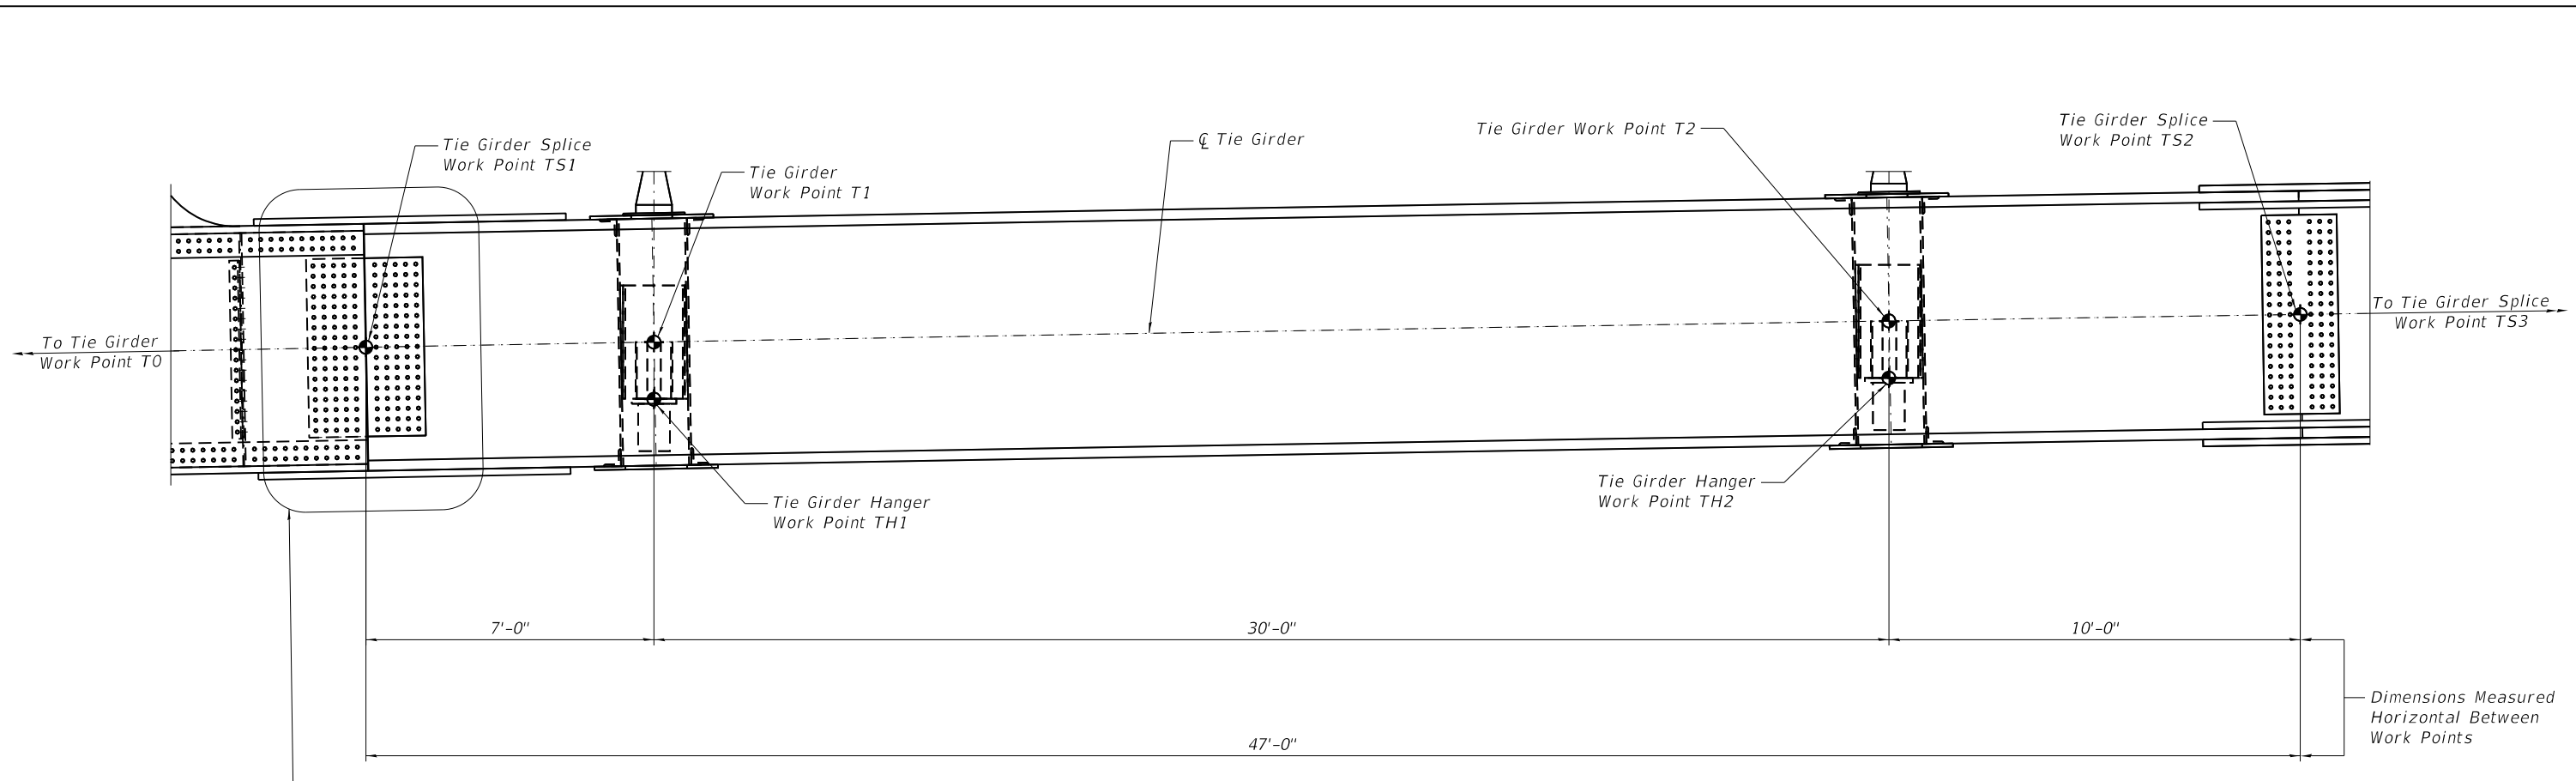 Tie Girder Splice
Work Point TS1
Tie Girder
Work Point T1
℄ Tie Girder
Tie Girder Work Point T2
Tie Girder Splice
Work Point TS2
To Tie Girder
Work Point T0
To Tie Girder Splice
Work Point TS3
Tie Girder Hanger
Work Point TH1
Tie Girder Hanger
Work Point TH2
7'-0"
30'-0"
10'-0"
47'-0"
Dimensions Measured
Horizontal Between
Work Points